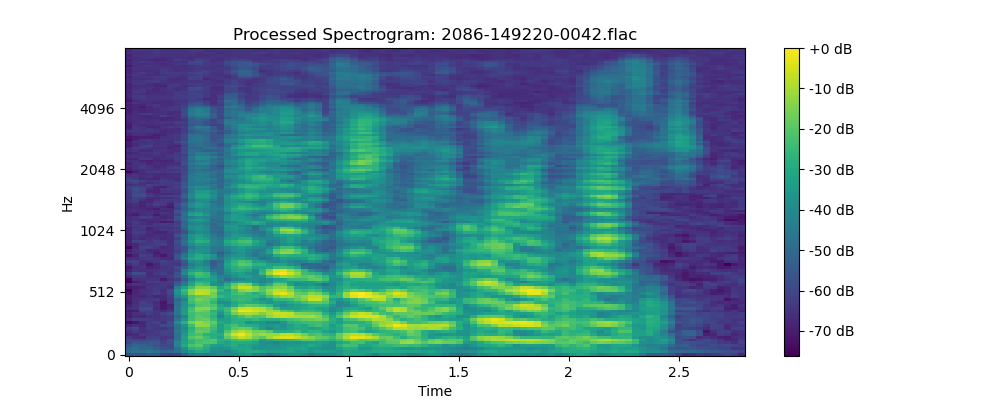 Processed Spectrogram: 2086-149220-0042.flac
Hz
4096
2048
1024
512
0
0
0.5
1
1.5
2
2.5
Time
+0 dB
-10 dB
-20 dB
-30 dB
-40 dB
-50 dB
-60 dB
-70 dB